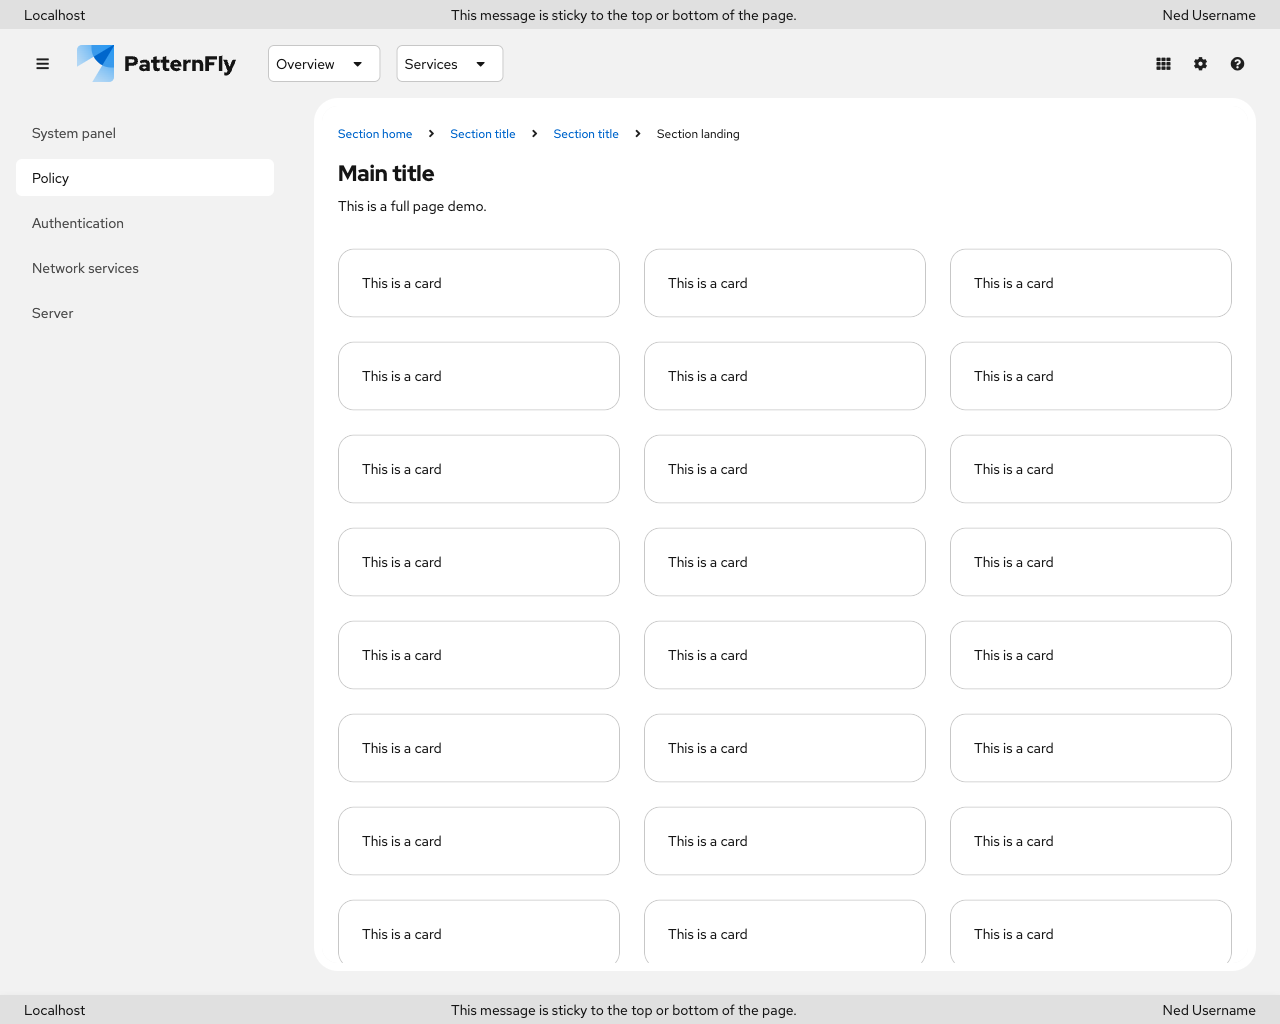 Localhost This message is sticky to the top or bottom of the page. Ned Username
PatternFly Overview Services
System panel
Policy
Authentication
Network services
Server
Section home Section title Section title Section landing
Main title
This is a full page demo.
This is a card This is a card This is a card
This is a card This is a card This is a card
This is a card This is a card This is a card
This is a card This is a card This is a card
This is a card This is a card This is a card
This is a card This is a card This is a card
This is a card This is a card This is a card
This is a card This is a card This is a card
Localhost This message is sticky to the top or bottom of the page. Ned Username